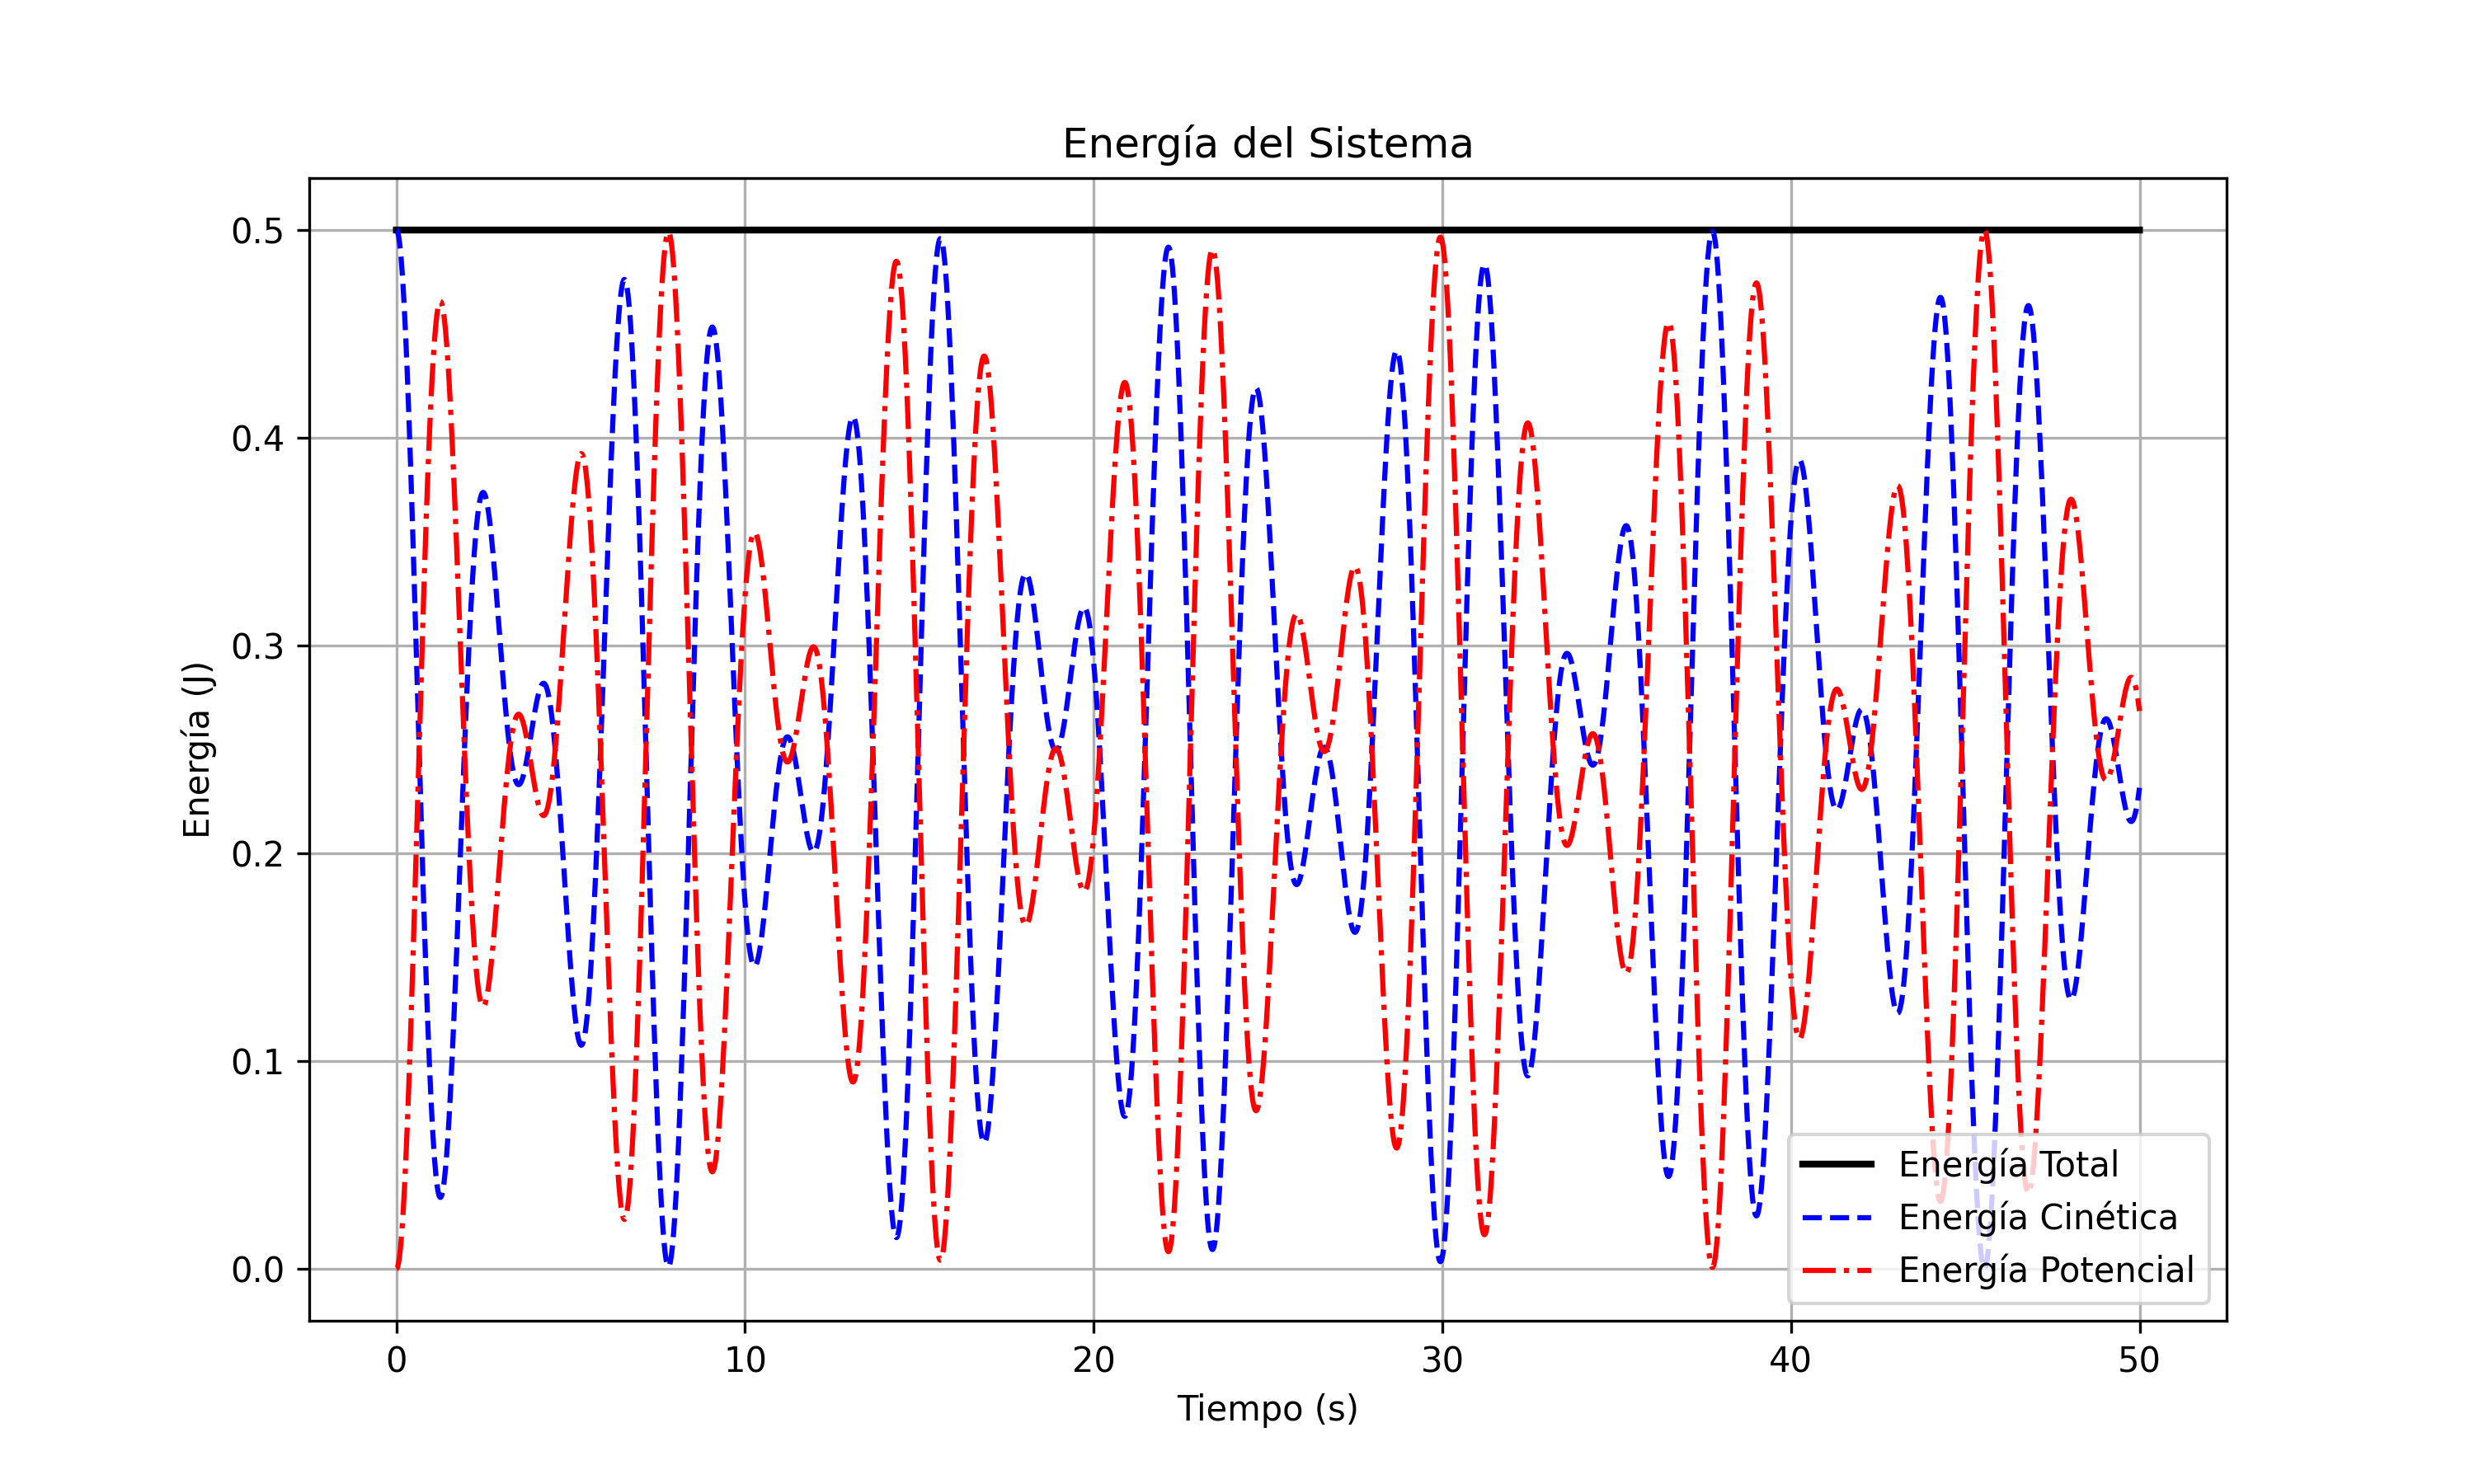 Energía del Sistema
Energía (J)
0.5
0.4
0.3
0.2
0.1
0.0
0 10 20 30 40 50
Tiempo (s)
Energía Total
Energía Cinética
Energía Potencial